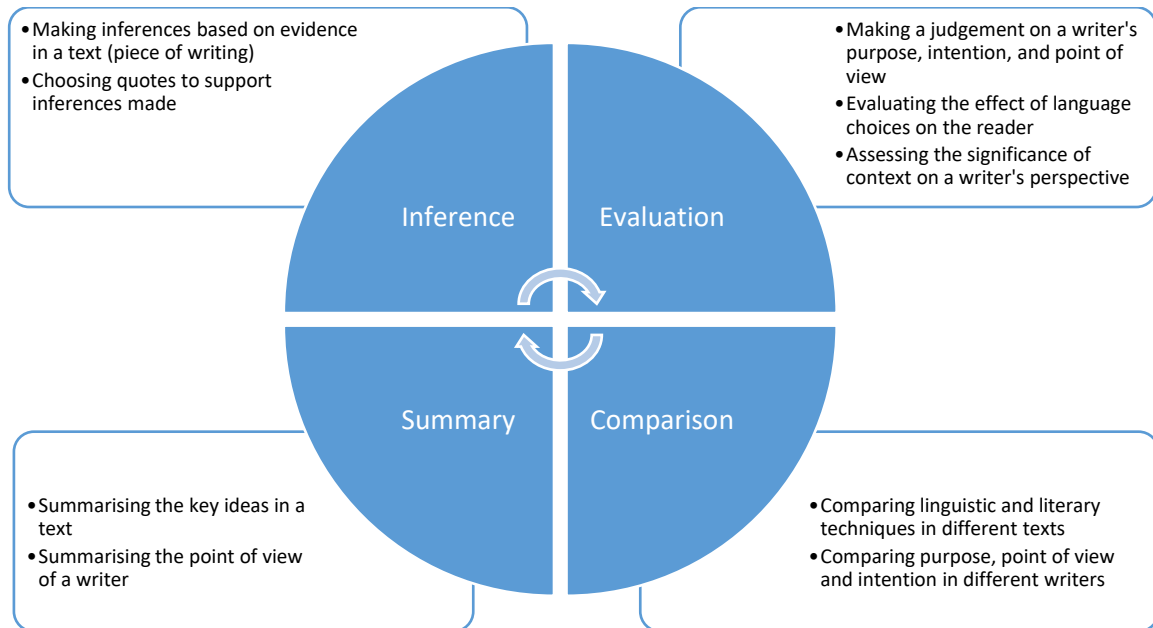 •Making inferences based on evidence
in a text (piece of writing)
•Choosing quotes to support
inferences made
•Making a judgement on a writer's
purpose, intention, and point of
view
•Evaluating the effect of language
choices on the reader
•Assessing the significance of
context on a writer's perspective
Inference
Evaluation
Summary
Comparison
•Summarising the key ideas in a
text
•Summarising the point of view
of a writer
•Comparing linguistic and literary
techniques in different texts
•Comparing purpose, point of view
and intention in different writers